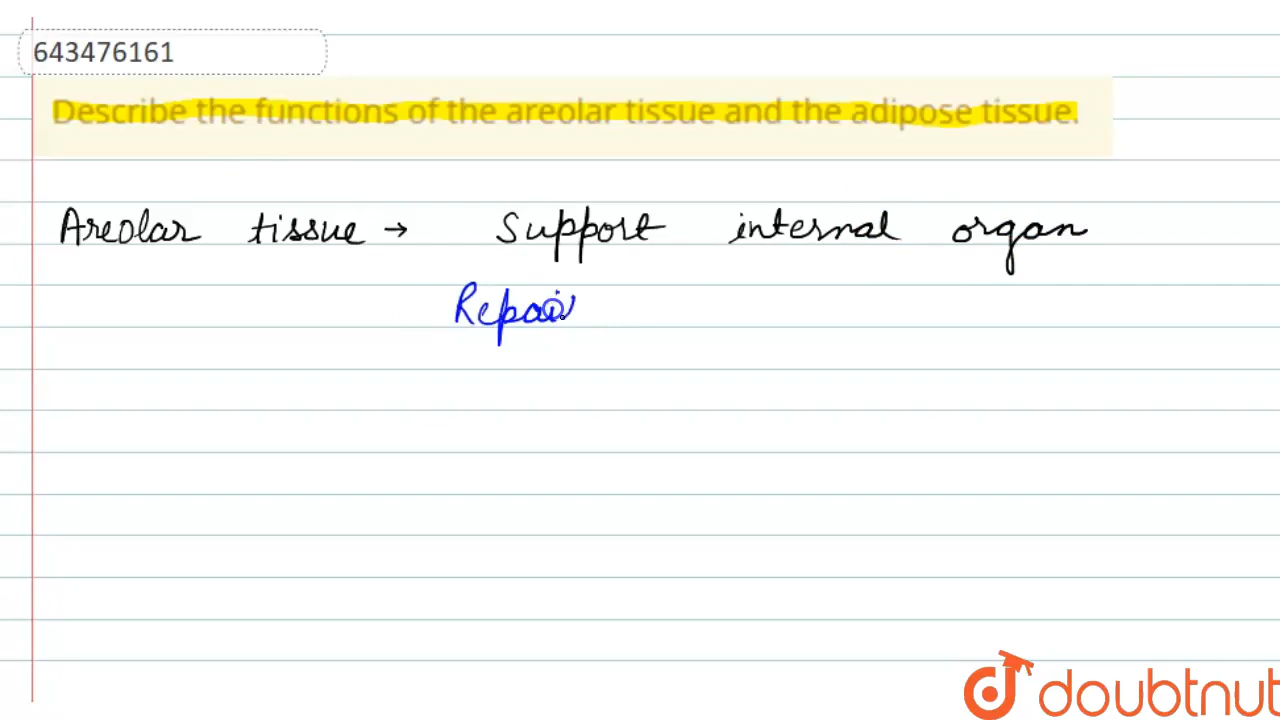 643476161
Describe the functions of the areolar tissue and the adipose tissue.
Areolar tissue → Support internal organ
Repair
doubtnut